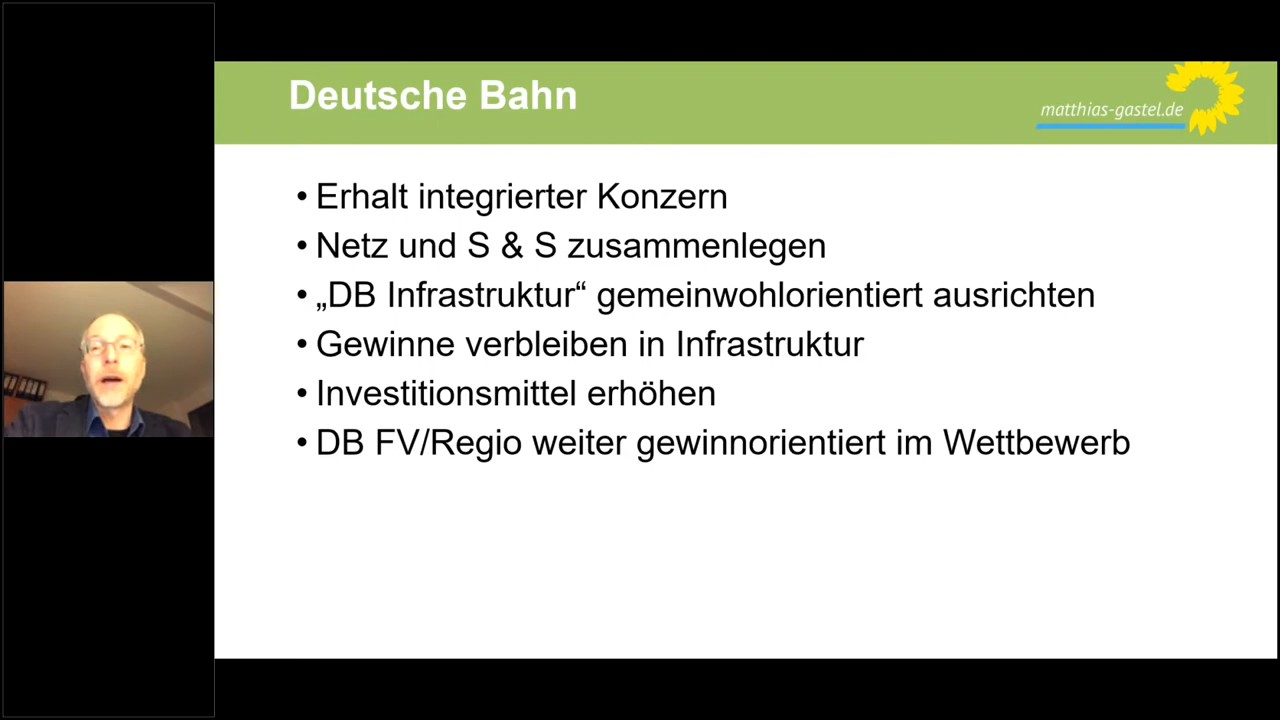 Deutsche Bahn
matthias-gastel.de
• Erhalt integrierter Konzern
• Netz und S & S zusammenlegen
• „DB Infrastruktur“ gemeinwohlorientiert ausrichten
• Gewinne verbleiben in Infrastruktur
• Investitionsmittel erhöhen
• DB FV/Regio weiter gewinnorientiert im Wettbewerb